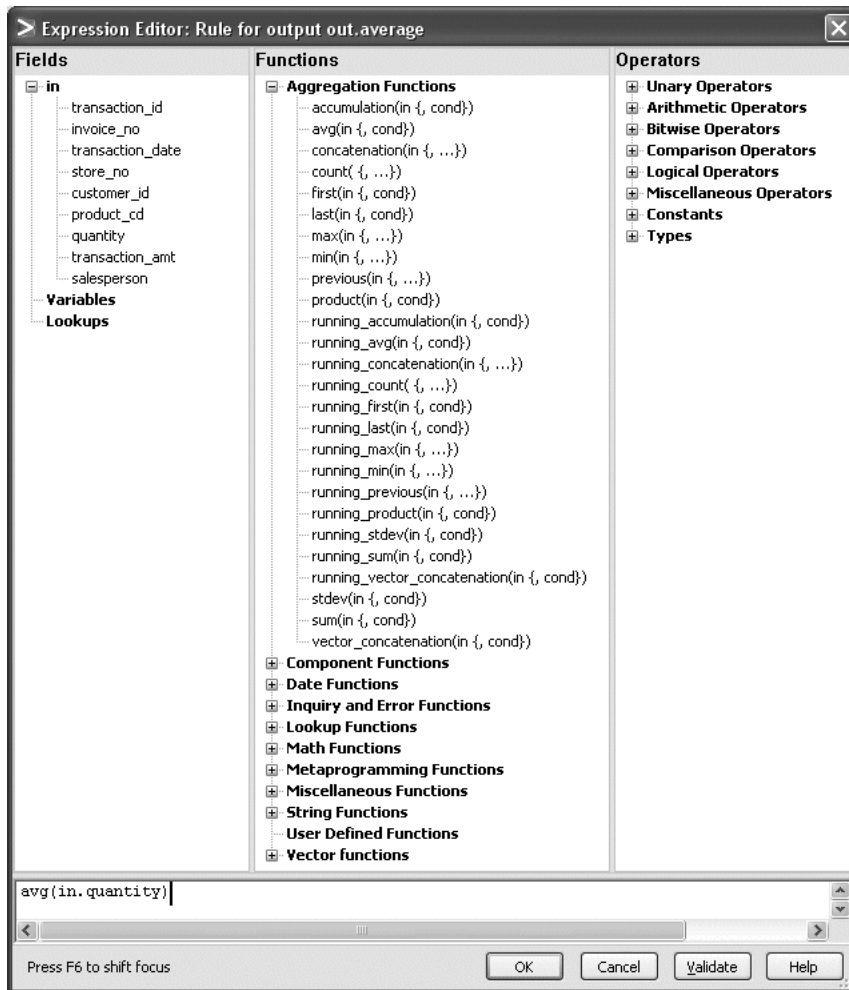 Expression Editor: Rule for output out.average
Fields
in
transaction_id
invoice_no
transaction_date
store_no
customer_id
product_cd
quantity
transaction_amt
salesperson
Variables
Lookups
Functions
Aggregation Functions
accumulation(in {, cond})
avg(in {, cond})
concatenation(in {, ...})
count( {, ...})
first(in {, cond})
last(in {, cond})
max(in {, ...})
min(in {, ...})
previous(in {, ...})
product(in {, cond})
running_accumulation(in {, cond})
running_avg(in {, cond})
running_concatenation(in {, ...})
running_count( {, ...})
running_first(in {, cond})
running_last(in {, cond})
running_max(in {, ...})
running_min(in {, ...})
running_previous(in {, ...})
running_product(in {, cond})
running_stdev(in {, cond})
running_sum(in {, cond})
running_vector_concatenation(in {, cond})
stdev(in {, cond})
sum(in {, cond})
vector_concatenation(in {, cond})
Component Functions
Date Functions
Inquiry and Error Functions
Lookup Functions
Math Functions
Metaprogramming Functions
Miscellaneous Functions
String Functions
User Defined Functions
Vector functions
Operators
Unary Operators
Arithmetic Operators
Bitwise Operators
Comparison Operators
Logical Operators
Miscellaneous Operators
Constants
Types
avg(in.quantity)
Press F6 to shift focus
OK
Cancel
Validate
Help